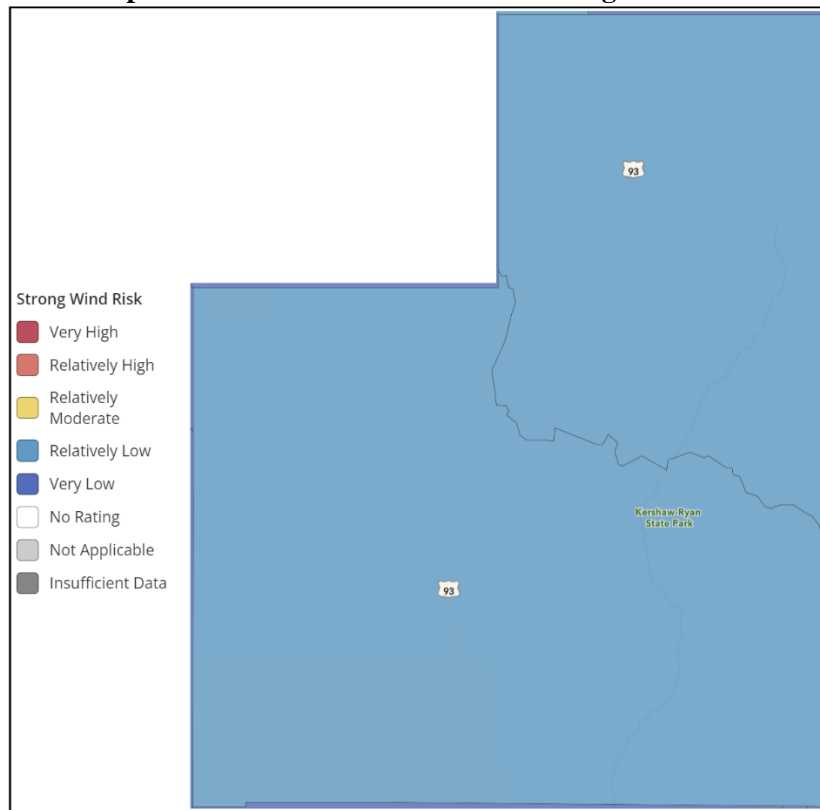 93
Strong Wind Risk
Very High
Relatively High
Relatively
Moderate
Relatively Low
Very Low
No Rating
Not Applicable
Insufficient Data
Kershaw-Ryan
State Park
93